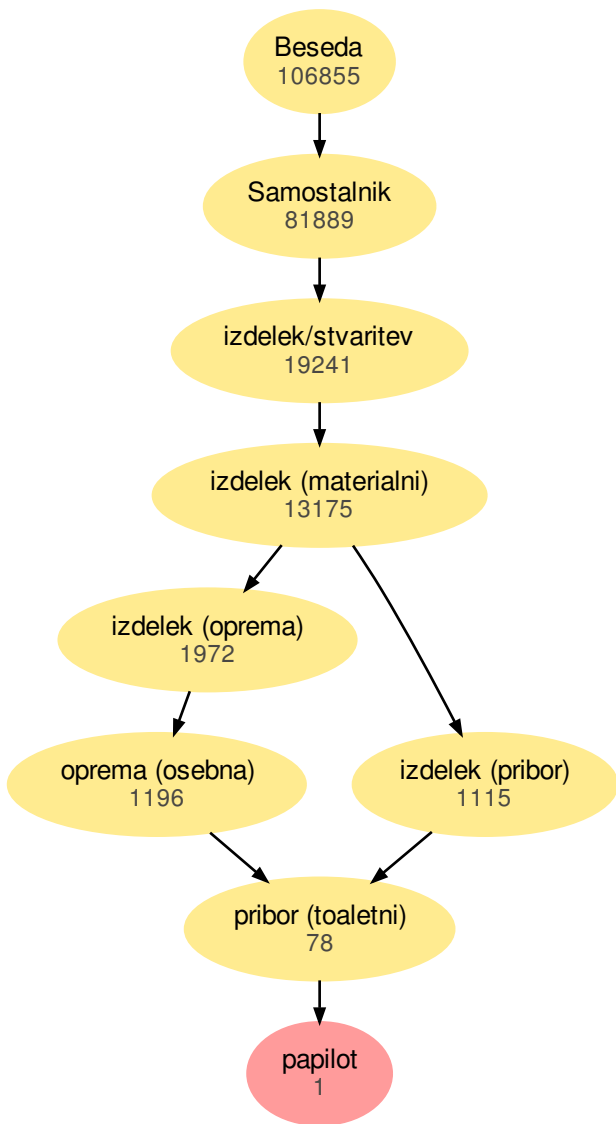 Beseda
106855
Samostalnik
81889
izdelek/stvaritev
19241
izdelek (materialni)
13175
izdelek (oprema)
1972
oprema (osebna)
1196
izdelek (pribor)
1115
pribor (toaletni)
78
papilot
1